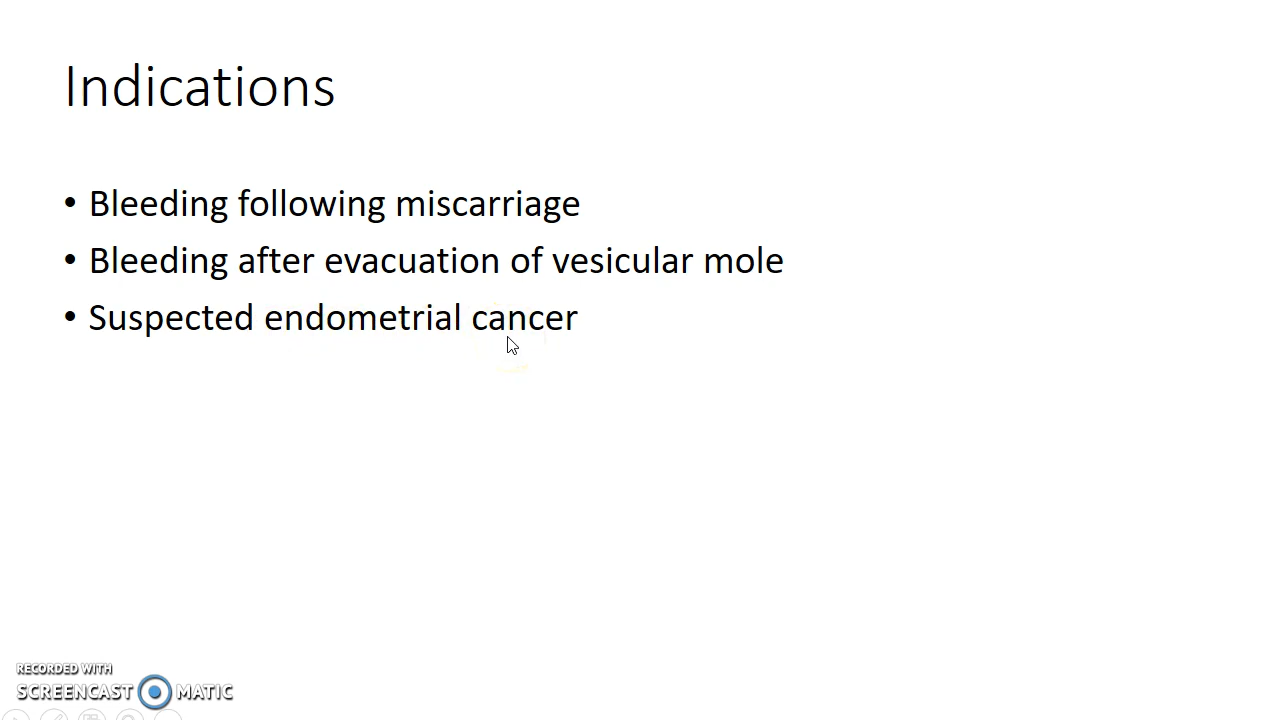 Indications
• Bleeding following miscarriage
• Bleeding after evacuation of vesicular mole
• Suspected endometrial cancer
RECORDED WITH
SCREENCAST MATIC